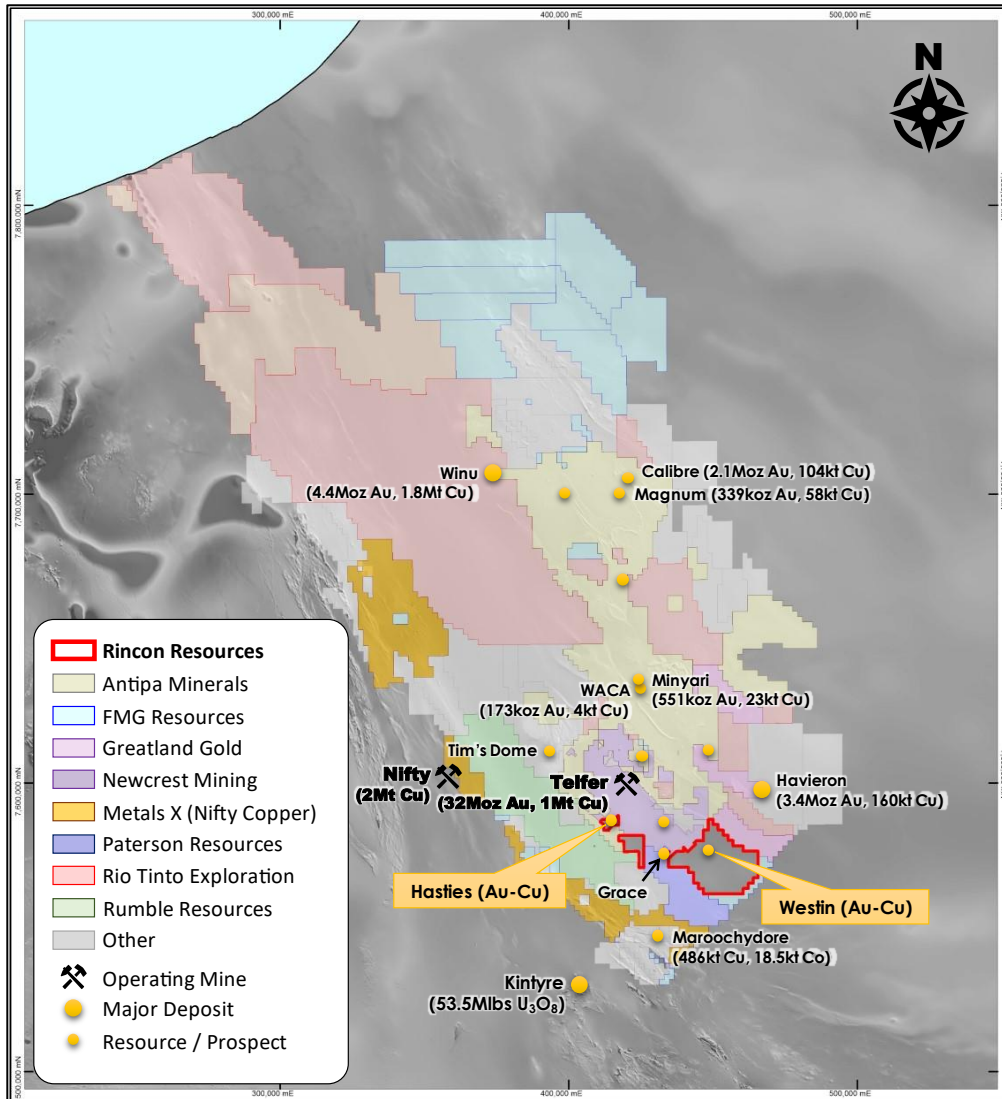 300,000 mE
400,000 mE
500,000 mE
N
7,800,000 mN
Winu
(4.4Moz Au, 1.8Mt Cu)
Calibre (2.1Moz Au, 104kt Cu)
Magnum (339koz Au, 58kt Cu)
7,700,000 mN
Minyari
(551koz Au, 23kt Cu)
WACA
(173koz Au, 4kt Cu)
Tim's Dome
Nifty
(2Mt Cu)
Telfer
(32Moz Au, 1Mt Cu)
Havieron
(3.4Moz Au, 160kt Cu)
7,600,000 mN
Hasties (Au-Cu)
Grace
Westin (Au-Cu)
Maroochydore
(486kt Cu, 18.5kt Co)
Kintyre
(53.5Mlbs U₃O₈)
Rincon Resources
Antipa Minerals
FMG Resources
Greatland Gold
Newcrest Mining
Metals X (Nifty Copper)
Paterson Resources
Rio Tinto Exploration
Rumble Resources
Other
Operating Mine
Major Deposit
Resource / Prospect
300,000 mE
400,000 mE
500,000 mE